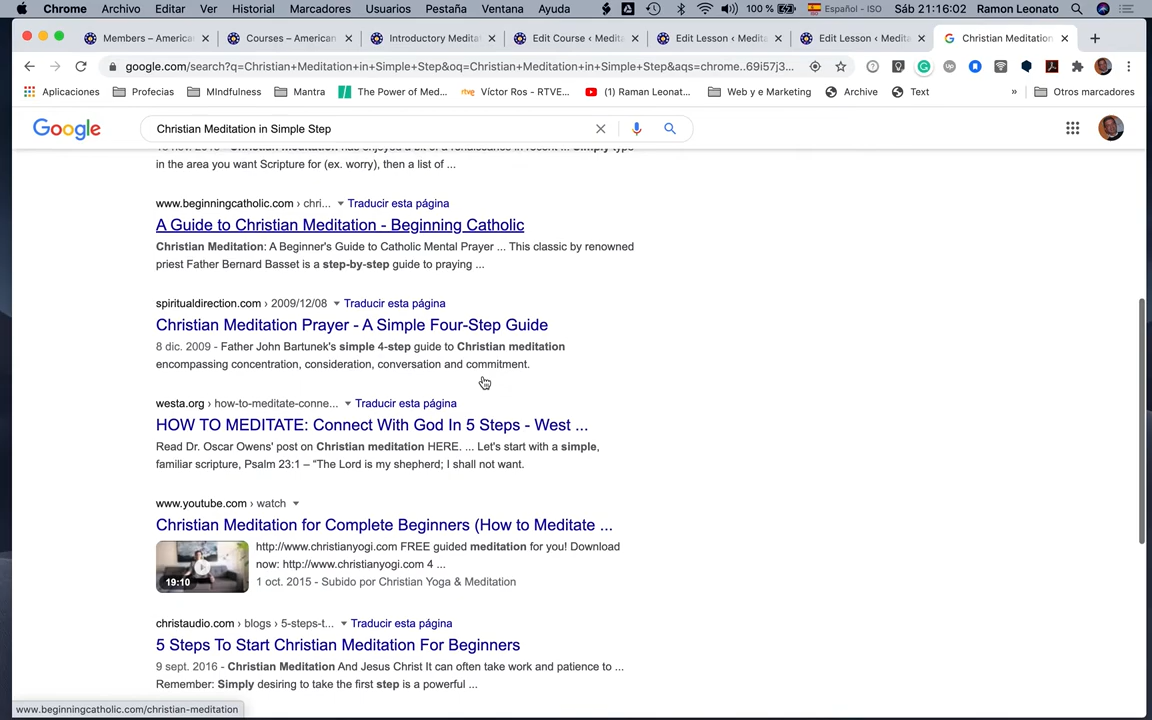 Chrome Archivo Editar Ver Historial Marcadores Usuarios Pestaña Ventana Ayuda 100 % Español - ISO Sáb 21:16:02 Ramon Leonato
Members – America Courses – American Introductory Meditat Edit Course ‹ Medita Edit Lesson ‹ Medita Edit Lesson ‹ Medita Christian Meditation
google.com/search?q=Christian+Meditation+in+Simple+Step&oq=Christian+Meditation+in+Simple+Step&aqs=chrome..69i57j3...
Aplicaciones Profecias MIndfulness Mantra The Power of Med... rtve Víctor Ros - RTVE... (1) Raman Leonat... Web y e Marketing Archive Text » Otros marcadores
Google Christian Meditation in Simple Step
in the area you want Scripture for (ex. worry), then a list of ...
www.beginningcatholic.com › chri... Traducir esta página
A Guide to Christian Meditation - Beginning Catholic
Christian Meditation: A Beginner's Guide to Catholic Mental Prayer ... This classic by renowned
priest Father Bernard Basset is a step-by-step guide to praying ...
spiritualdirection.com › 2009/12/08 Traducir esta página
Christian Meditation Prayer - A Simple Four-Step Guide
8 dic. 2009 - Father John Bartunek's simple 4-step guide to Christian meditation
encompassing concentration, consideration, conversation and commitment.
westa.org › how-to-meditate-conne... Traducir esta página
HOW TO MEDITATE: Connect With God In 5 Steps - West ...
Read Dr. Oscar Owens' post on Christian meditation HERE. ... Let's start with a simple,
familiar scripture, Psalm 23:1 – “The Lord is my shepherd; I shall not want.
www.youtube.com › watch
Christian Meditation for Complete Beginners (How to Meditate ...
http://www.christianyogi.com FREE guided meditation for you! Download
now: http://www.christianyogi.com 4 ...
19:10
1 oct. 2015 - Subido por Christian Yoga & Meditation
christaudio.com › blogs › 5-steps-t... Traducir esta página
5 Steps To Start Christian Meditation For Beginners
9 sept. 2016 - Christian Meditation And Jesus Christ It can often take work and patience to ...
Remember: Simply desiring to take the first step is a powerful ...
www.beginningcatholic.com/christian-meditation